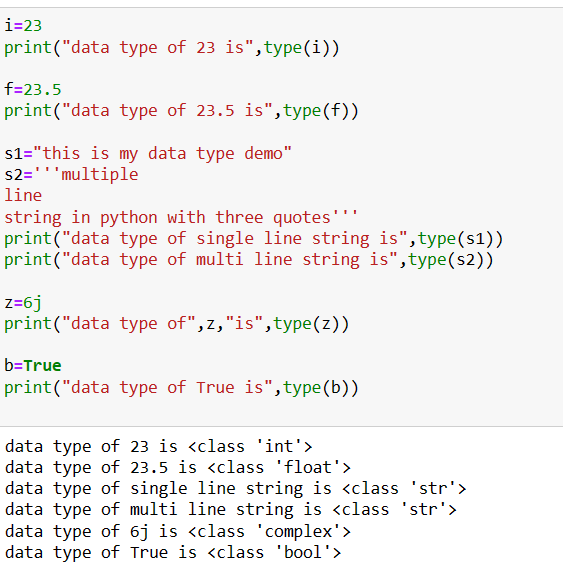 i=23
print("data type of 23 is",type(i))
f=23.5
print("data type of 23.5 is",type(f))
s1="this is my data type demo"
s2='''multiple
line
string in python with three quotes'''
print("data type of single line string is",type(s1))
print("data type of multi line string is",type(s2))
z=6j
print("data type of",z,"is",type(z))
b=True
print("data type of True is",type(b))
data type of 23 is <class 'int'>
data type of 23.5 is <class 'float'>
data type of single line string is <class 'str'>
data type of multi line string is <class 'str'>
data type of 6j is <class 'complex'>
data type of True is <class 'bool'>